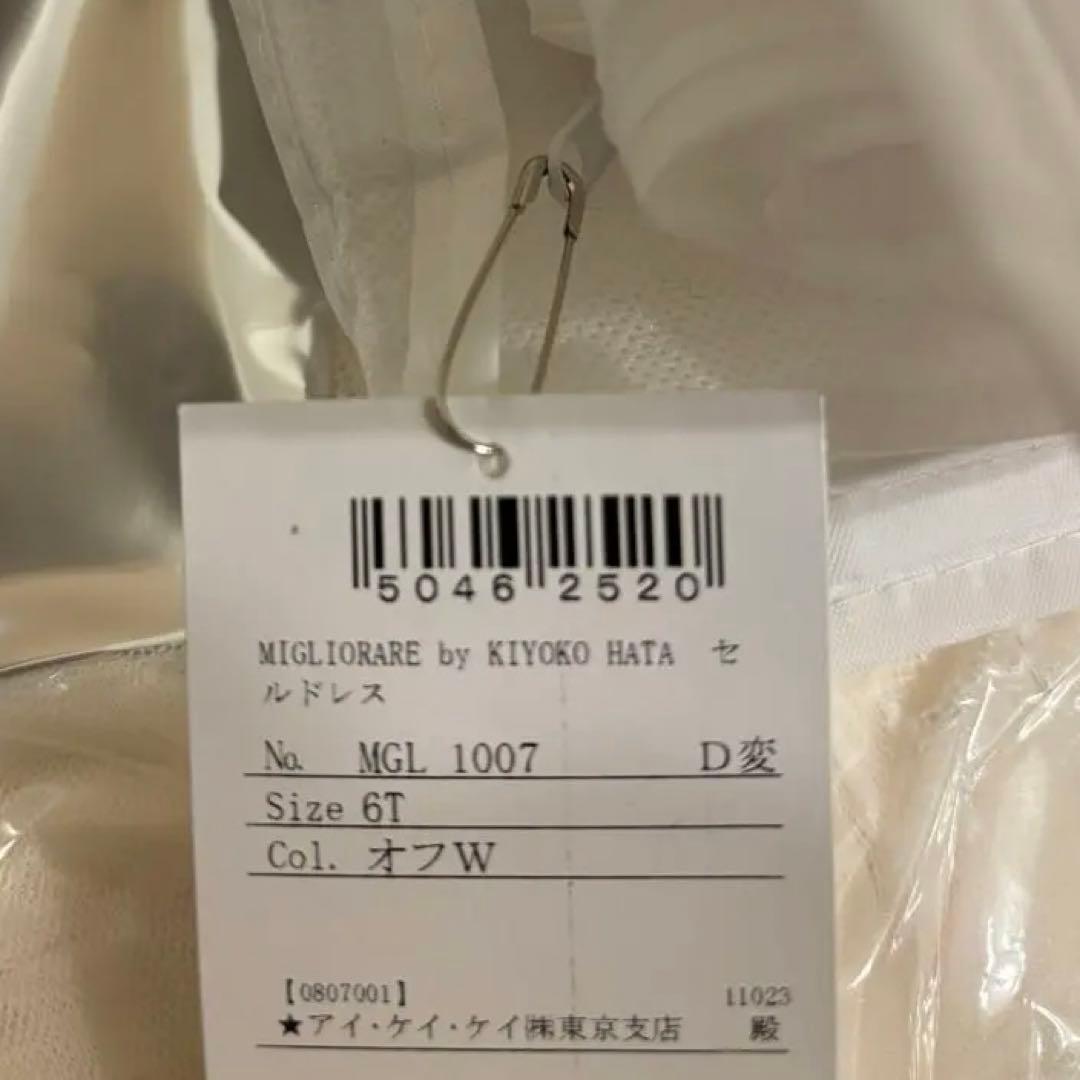 5046 2520
MIGLIORARE by KIYOKO HATA セ
ルドレス
No. MGL 1007 D変
Size 6T
Col. オフW
【0807001】 11023
★アイ・ケイ・ケイ㈱東京支店 殿